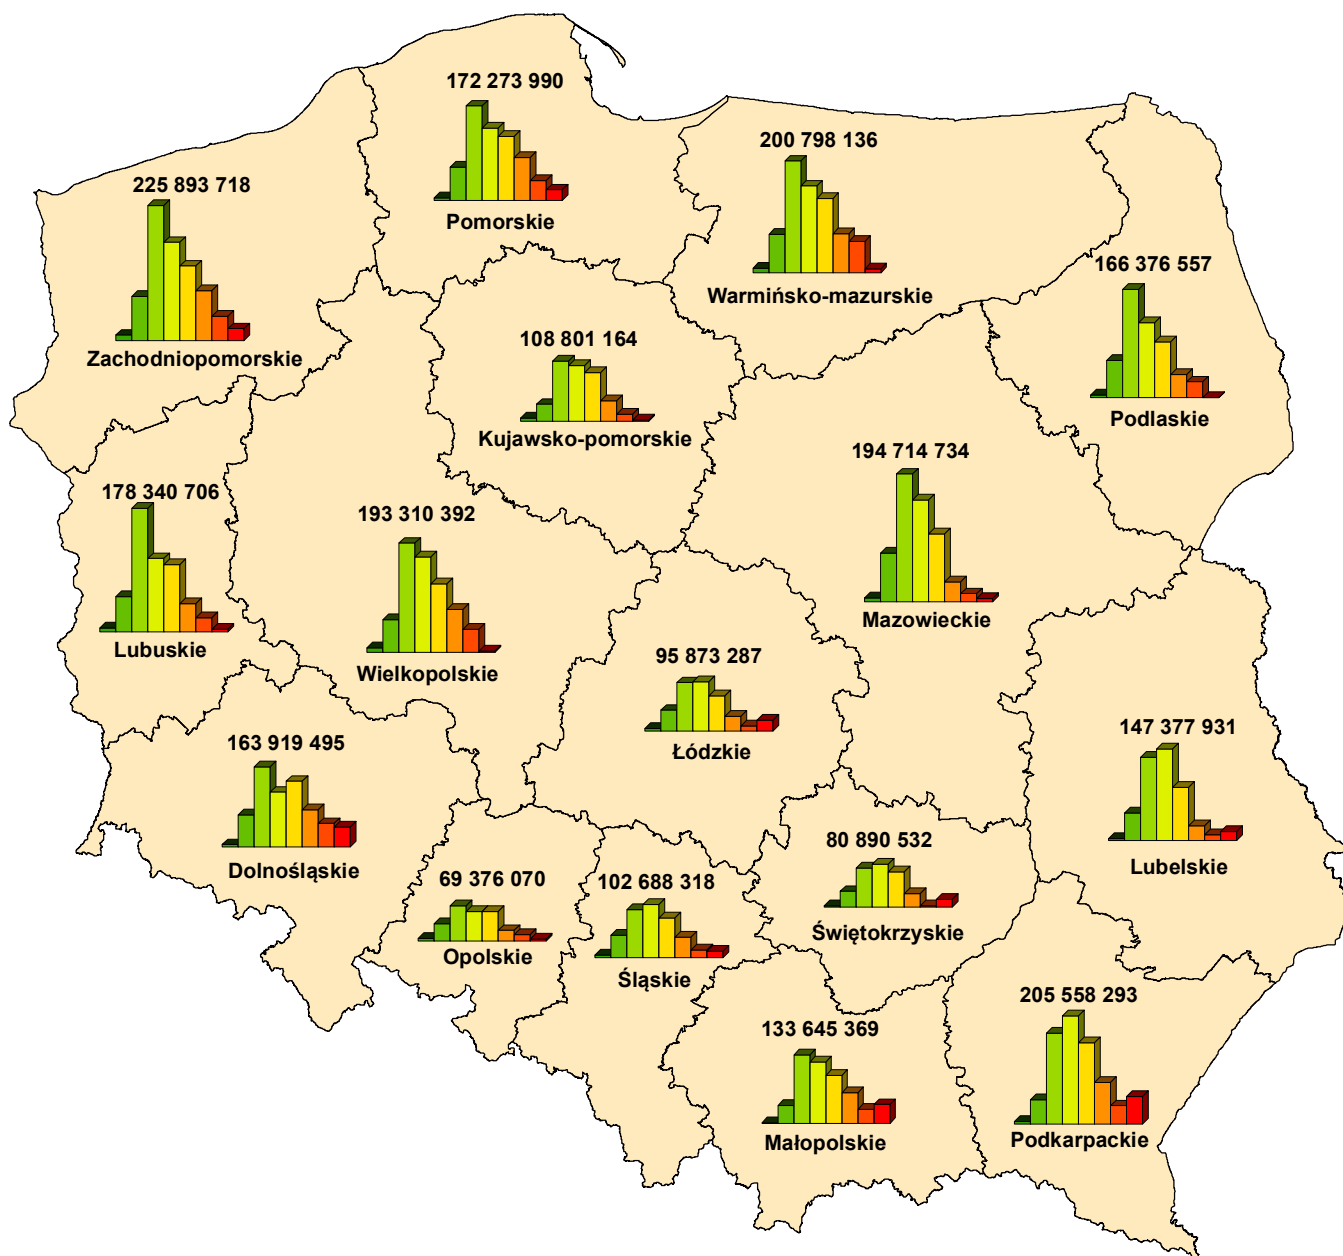 172 273 990
Pomorskie
200 798 136
Warmińsko-mazurskie
225 893 718
Zachodniopomorskie
166 376 557
Podlaskie
108 801 164
Kujawsko-pomorskie
178 340 706
Lubuskie
193 310 392
Wielkopolskie
194 714 734
Mazowieckie
95 873 287
Łódzkie
163 919 495
Dolnośląskie
147 377 931
Lubelskie
69 376 070
Opolskie
102 688 318
Śląskie
80 890 532
Świętokrzyskie
133 645 369
Małopolskie
205 558 293
Podkarpackie